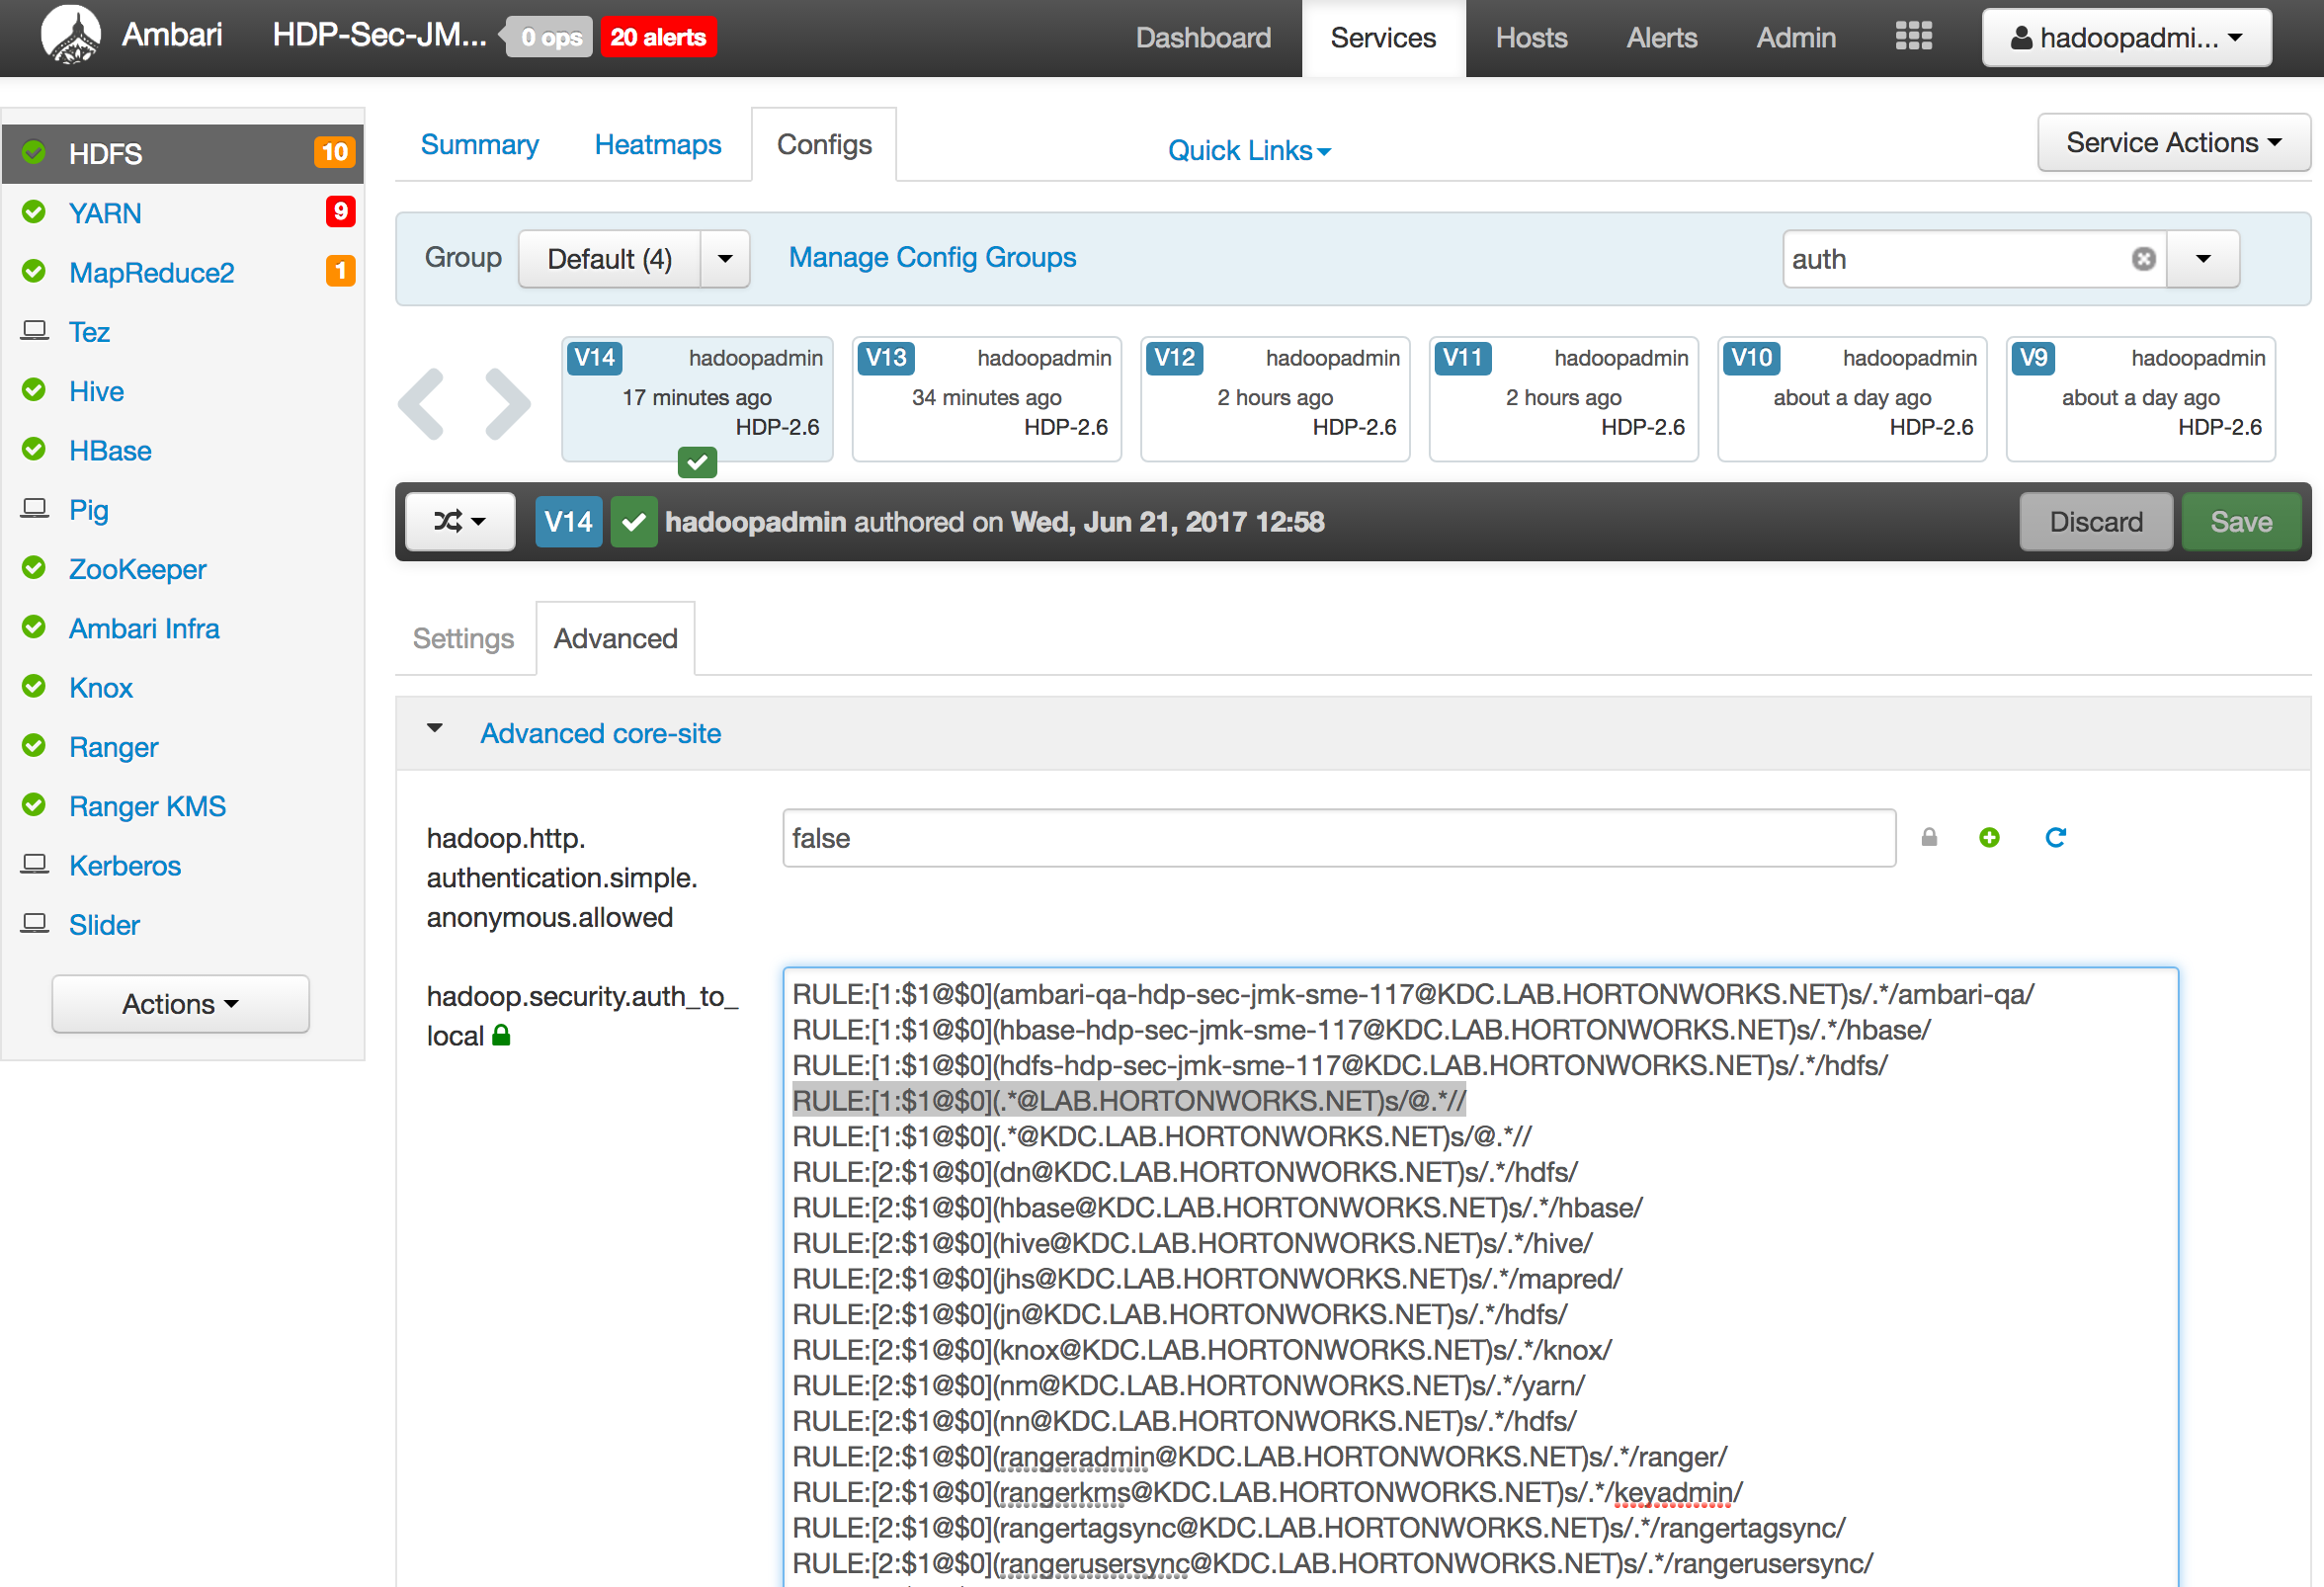 Ambari HDP-Sec-JM... 0 ops 20 alerts Dashboard Services Hosts Alerts Admin hadoopadmi...
HDFS 10
YARN 9
MapReduce2 1
Tez
Hive
HBase
Pig
ZooKeeper
Ambari Infra
Knox
Ranger
Ranger KMS
Kerberos
Slider
Actions
Summary Heatmaps Configs Quick Links Service Actions
Group Default (4) Manage Config Groups auth
V14 hadoopadmin
17 minutes ago
HDP-2.6
V13 hadoopadmin
34 minutes ago
HDP-2.6
V12 hadoopadmin
2 hours ago
HDP-2.6
V11 hadoopadmin
2 hours ago
HDP-2.6
V10 hadoopadmin
about a day ago
HDP-2.6
V9 hadoopadmin
about a day ago
HDP-2.6
V14 hadoopadmin authored on Wed, Jun 21, 2017 12:58 Discard Save
Settings Advanced
Advanced core-site
hadoop.http.
authentication.simple.
anonymous.allowed
false
hadoop.security.auth_to_
local
RULE:[1:$1@$0](ambari-qa-hdp-sec-jmk-sme-117@KDC.LAB.HORTONWORKS.NET)s/.*/ambari-qa/
RULE:[1:$1@$0](hbase-hdp-sec-jmk-sme-117@KDC.LAB.HORTONWORKS.NET)s/.*/hbase/
RULE:[1:$1@$0](hdfs-hdp-sec-jmk-sme-117@KDC.LAB.HORTONWORKS.NET)s/.*/hdfs/
RULE:[1:$1@$0](.*@LAB.HORTONWORKS.NET)s/@.*//
RULE:[1:$1@$0](.*@KDC.LAB.HORTONWORKS.NET)s/@.*//
RULE:[2:$1@$0](dn@KDC.LAB.HORTONWORKS.NET)s/.*/hdfs/
RULE:[2:$1@$0](hbase@KDC.LAB.HORTONWORKS.NET)s/.*/hbase/
RULE:[2:$1@$0](hive@KDC.LAB.HORTONWORKS.NET)s/.*/hive/
RULE:[2:$1@$0](jhs@KDC.LAB.HORTONWORKS.NET)s/.*/mapred/
RULE:[2:$1@$0](jn@KDC.LAB.HORTONWORKS.NET)s/.*/hdfs/
RULE:[2:$1@$0](knox@KDC.LAB.HORTONWORKS.NET)s/.*/knox/
RULE:[2:$1@$0](nm@KDC.LAB.HORTONWORKS.NET)s/.*/yarn/
RULE:[2:$1@$0](nn@KDC.LAB.HORTONWORKS.NET)s/.*/hdfs/
RULE:[2:$1@$0](rangeradmin@KDC.LAB.HORTONWORKS.NET)s/.*/ranger/
RULE:[2:$1@$0](rangerkms@KDC.LAB.HORTONWORKS.NET)s/.*/keyadmin/
RULE:[2:$1@$0](rangertagsync@KDC.LAB.HORTONWORKS.NET)s/.*/rangertagsync/
RULE:[2:$1@$0](rangerusersync@KDC.LAB.HORTONWORKS.NET)s/.*/rangerusersync/